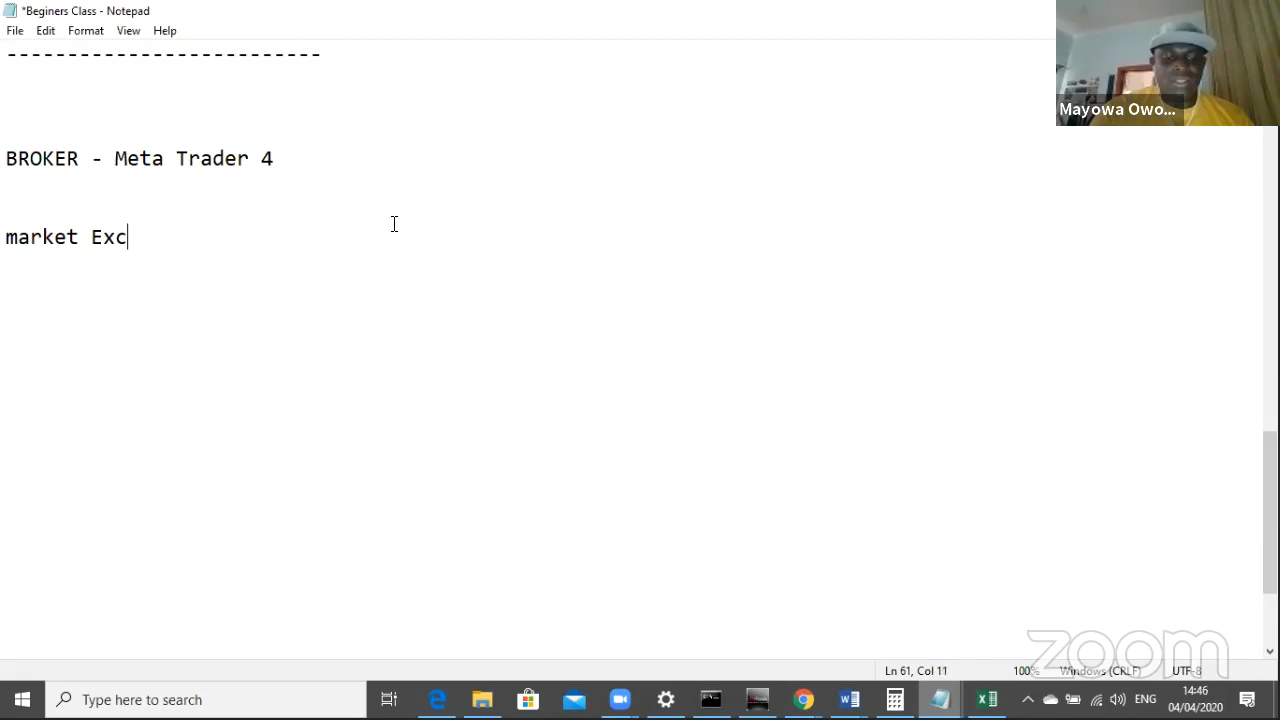 *Beginers Class - Notepad
File Edit Format View Help
--------------------------
Mayowa Owo...
BROKER - Meta Trader 4
market Exc
zoom
Ln 61, Col 11 100% Windows (CRLF) UTF-8
Type here to search
ENG
14:46
04/04/2020